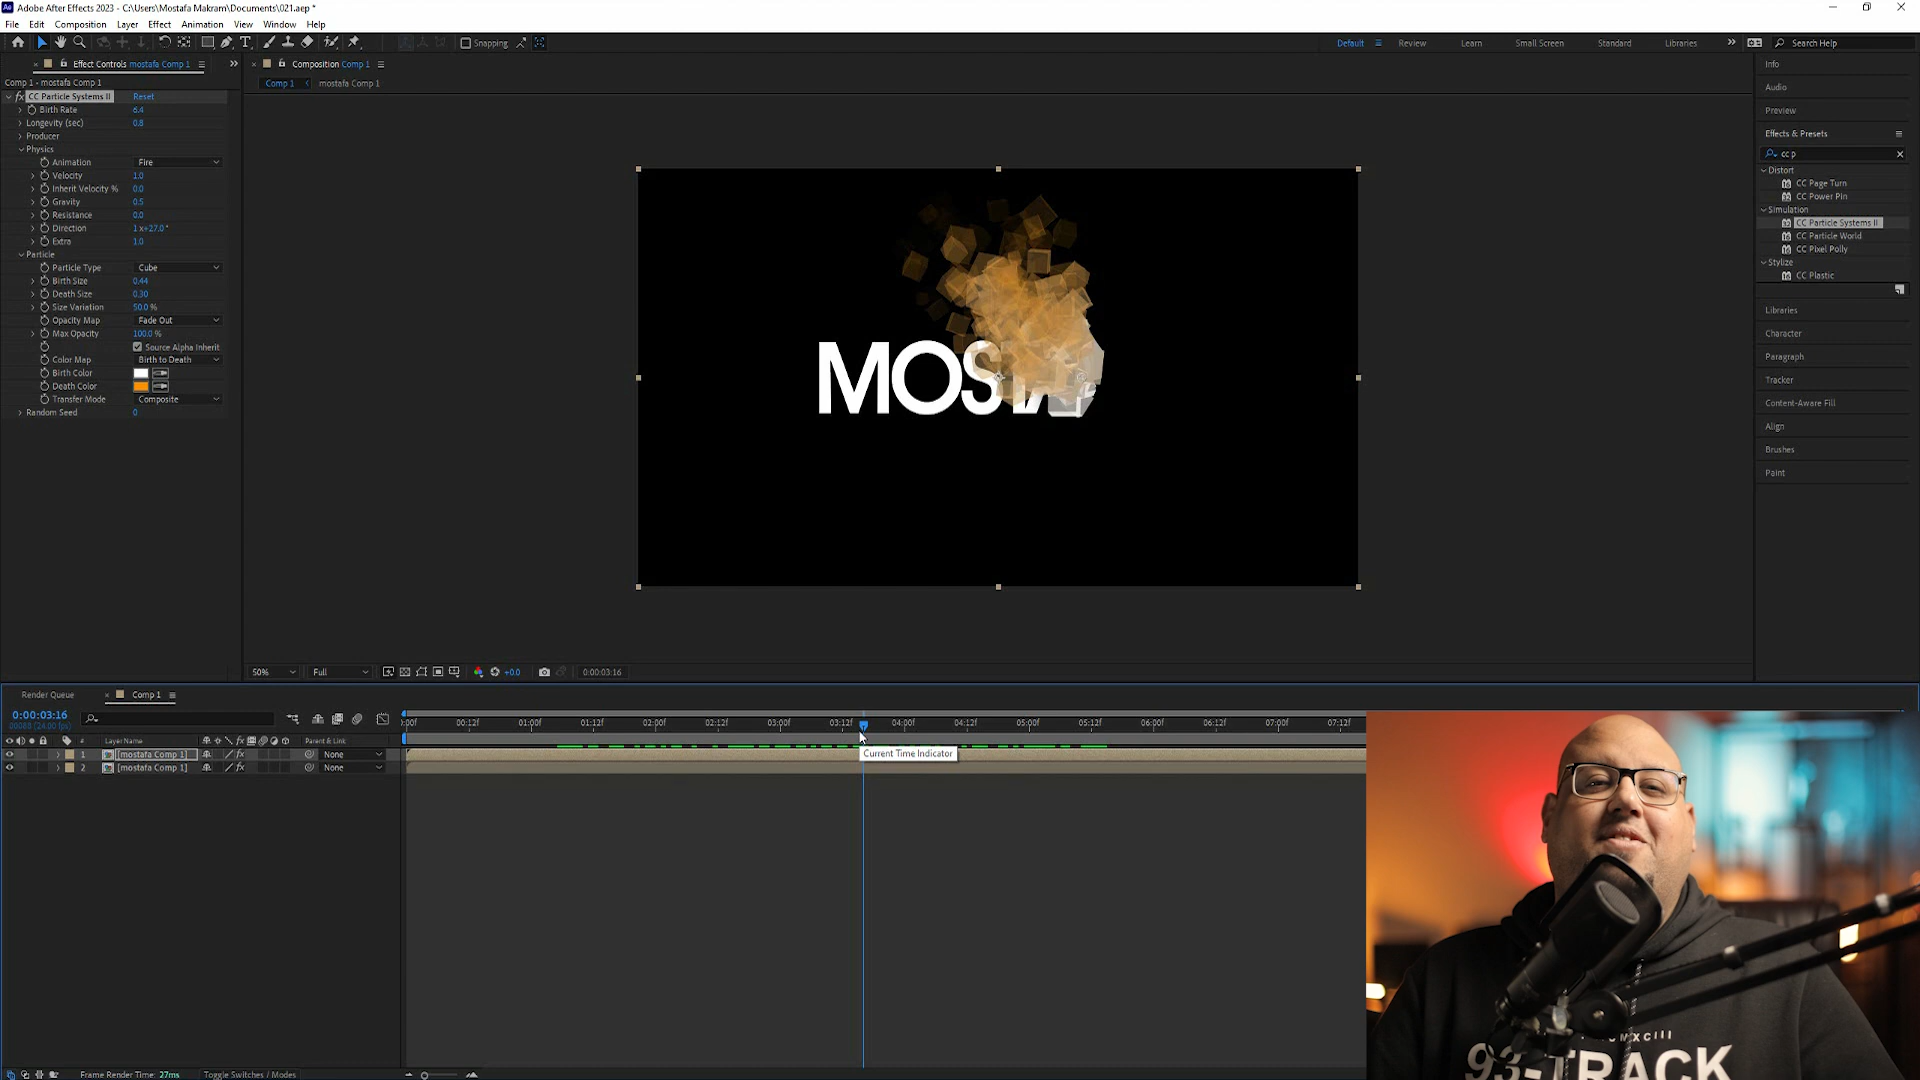 Adobe After Effects 2023 - C:\Users\Mostafa Makram\Documents\021.aep *
File Edit Composition Layer Effect Animation View Window Help
Snapping
Default Review Learn Small Screen Standard Libraries Search Help
Effect Controls mostafa Comp 1
Composition Comp 1
Comp 1 - mostafa Comp 1
Comp 1 mostafa Comp 1
fx CC Particle Systems II Reset
Birth Rate 6.4
Longevity (sec) 0.8
Producer
Physics
Animation Fire
Velocity 1.0
Inherit Velocity % 0.0
Gravity 0.5
Resistance 0.0
Direction 1x+27.0°
Extra 1.0
Particle
Particle Type Cube
Birth Size 0.44
Death Size 0.30
Size Variation 50.0 %
Opacity Map Fade Out
Max Opacity 100.0 %
Source Alpha Inherit
Color Map Birth to Death
Birth Color
Death Color
Transfer Mode Composite
Random Seed 0
MOSTA
Info
Audio
Preview
Effects & Presets
cc p
Distort
CC Page Turn
CC Power Pin
Simulation
CC Particle Systems II
CC Particle World
CC Pixel Polly
Stylize
CC Plastic
Libraries
Character
Paragraph
Tracker
Content-Aware Fill
Align
Brushes
Paint
50% Full +0.0 0:00:03:16
Render Queue Comp 1
0:00:03:16
00088 (24.00 fps)
:00f 00:12f 01:00f 01:12f 02:00f 02:12f 03:00f 03:12f 04:00f 04:12f 05:00f 05:12f 06:00f 06:12f 07:00f 07:12f
# Layer Name Parent & Link
1 [mostafa Comp 1] None
2 [mostafa Comp 1] None
Current Time Indicator
Frame Render Time: 27ms Toggle Switches / Modes
93-TRACK